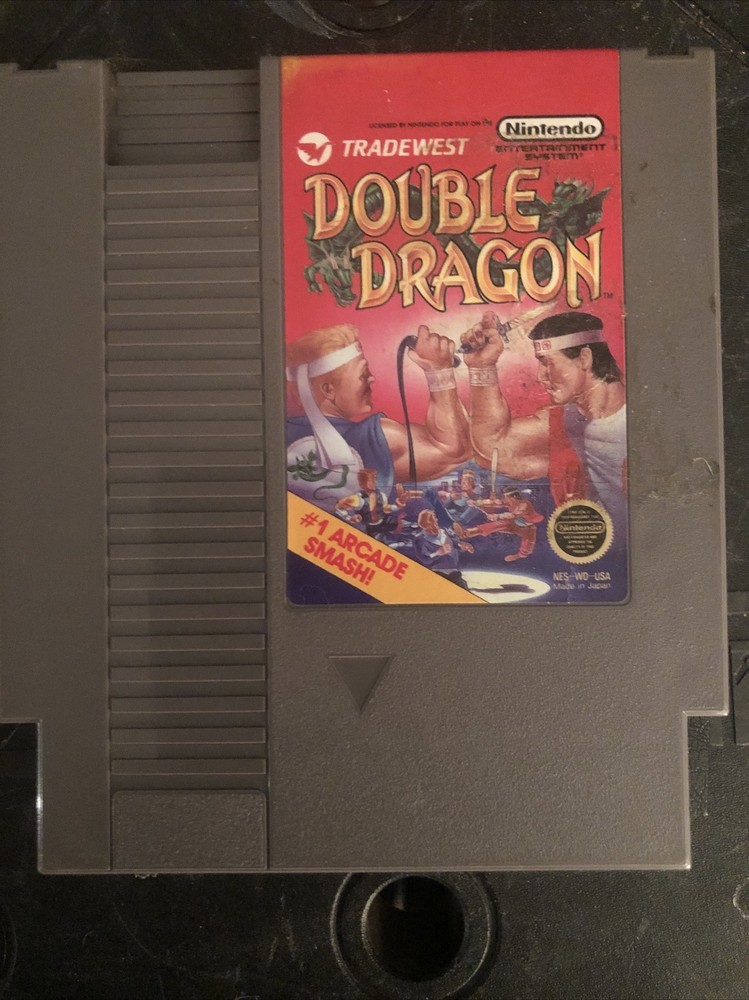 LICENSED BY NINTENDO FOR PLAY ON THE
Nintendo
ENTERTAINMENT
SYSTEM
TRADEWEST
DOUBLE
DRAGON
TM
#1 ARCADE
SMASH!
Nintendo
NES-WD-USA
Made in Japan